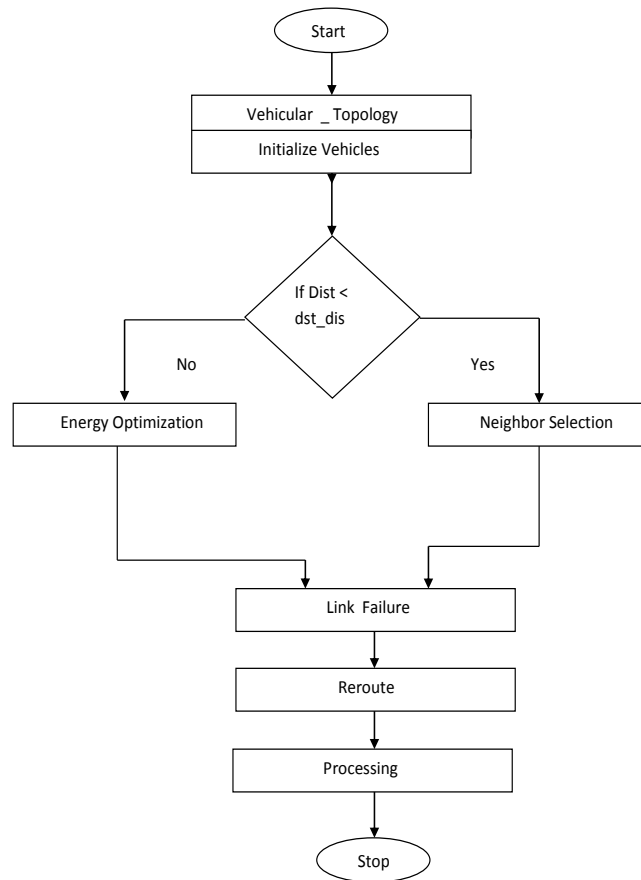 Start
Vehicular _ Topology
Initialize Vehicles
If Dist <
dst_dis
No
Yes
Energy Optimization
Neighbor Selection
Link Failure
Reroute
Processing
Stop